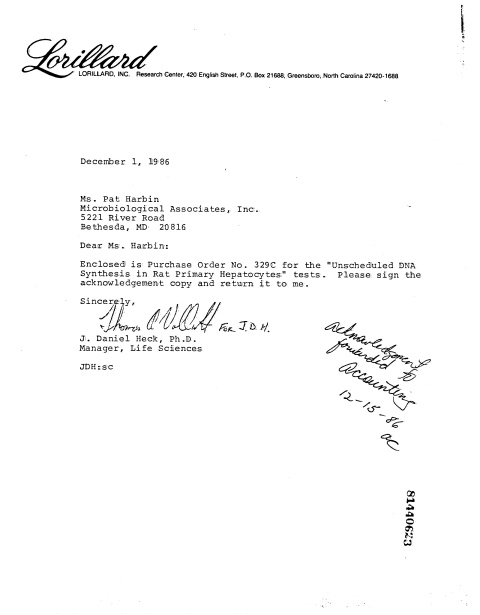 Lorillard
LORILLARD, INC. Research Center, 420 English Street, P.O. Box 21688, Greensboro, North Carolina 27420-1688
December 1, 1986
Ms. Pat Harbin
Microbiological Associates, Inc.
5221 River Road
Bethesda, MD 20816
Dear Ms. Harbin:
Enclosed is Purchase Order No. 329C for the "Unscheduled DNA
Synthesis in Rat Primary Hepatocytes" tests. Please sign the
acknowledgement copy and return it to me.
Sincerely,
Thomas FOR J.D.H.
J. Daniel Heck, Ph.D.
Manager, Life Sciences
JDH:sc
acknowledgement
forwarded to
accounting
12-15-86
ac
81440623